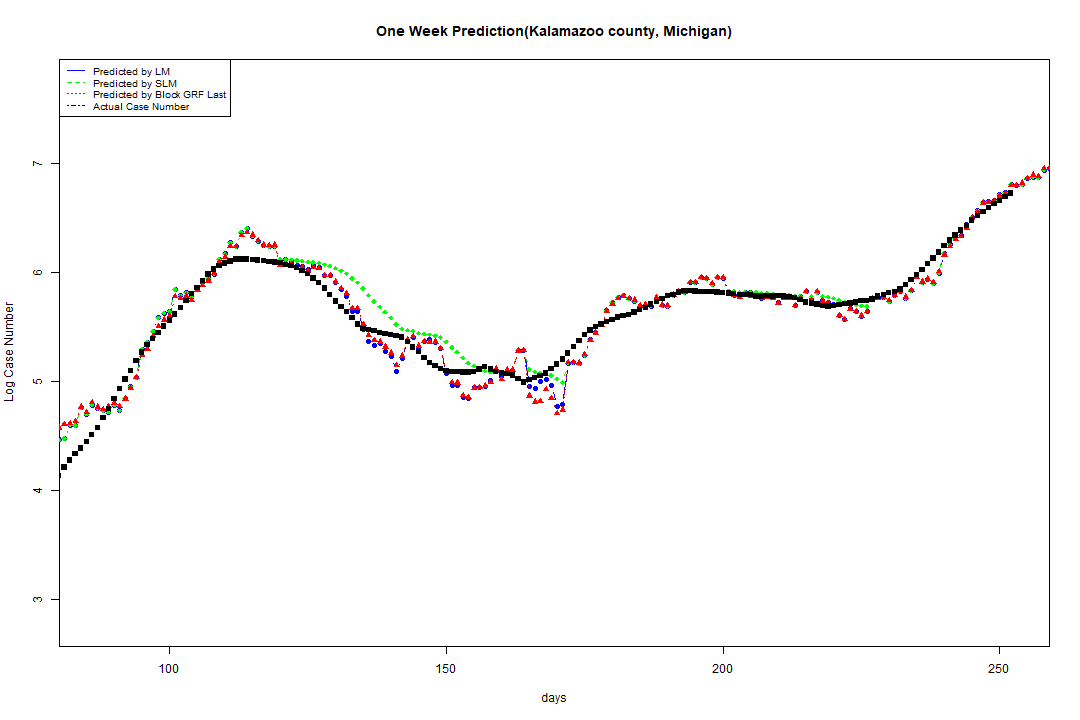 One Week Prediction(Kalamazoo county, Michigan)
Predicted by LM
Predicted by SLM
Predicted by Block GRF Last
Actual Case Number
Log Case Number
7
6
5
4
3
100 150 200 250
days